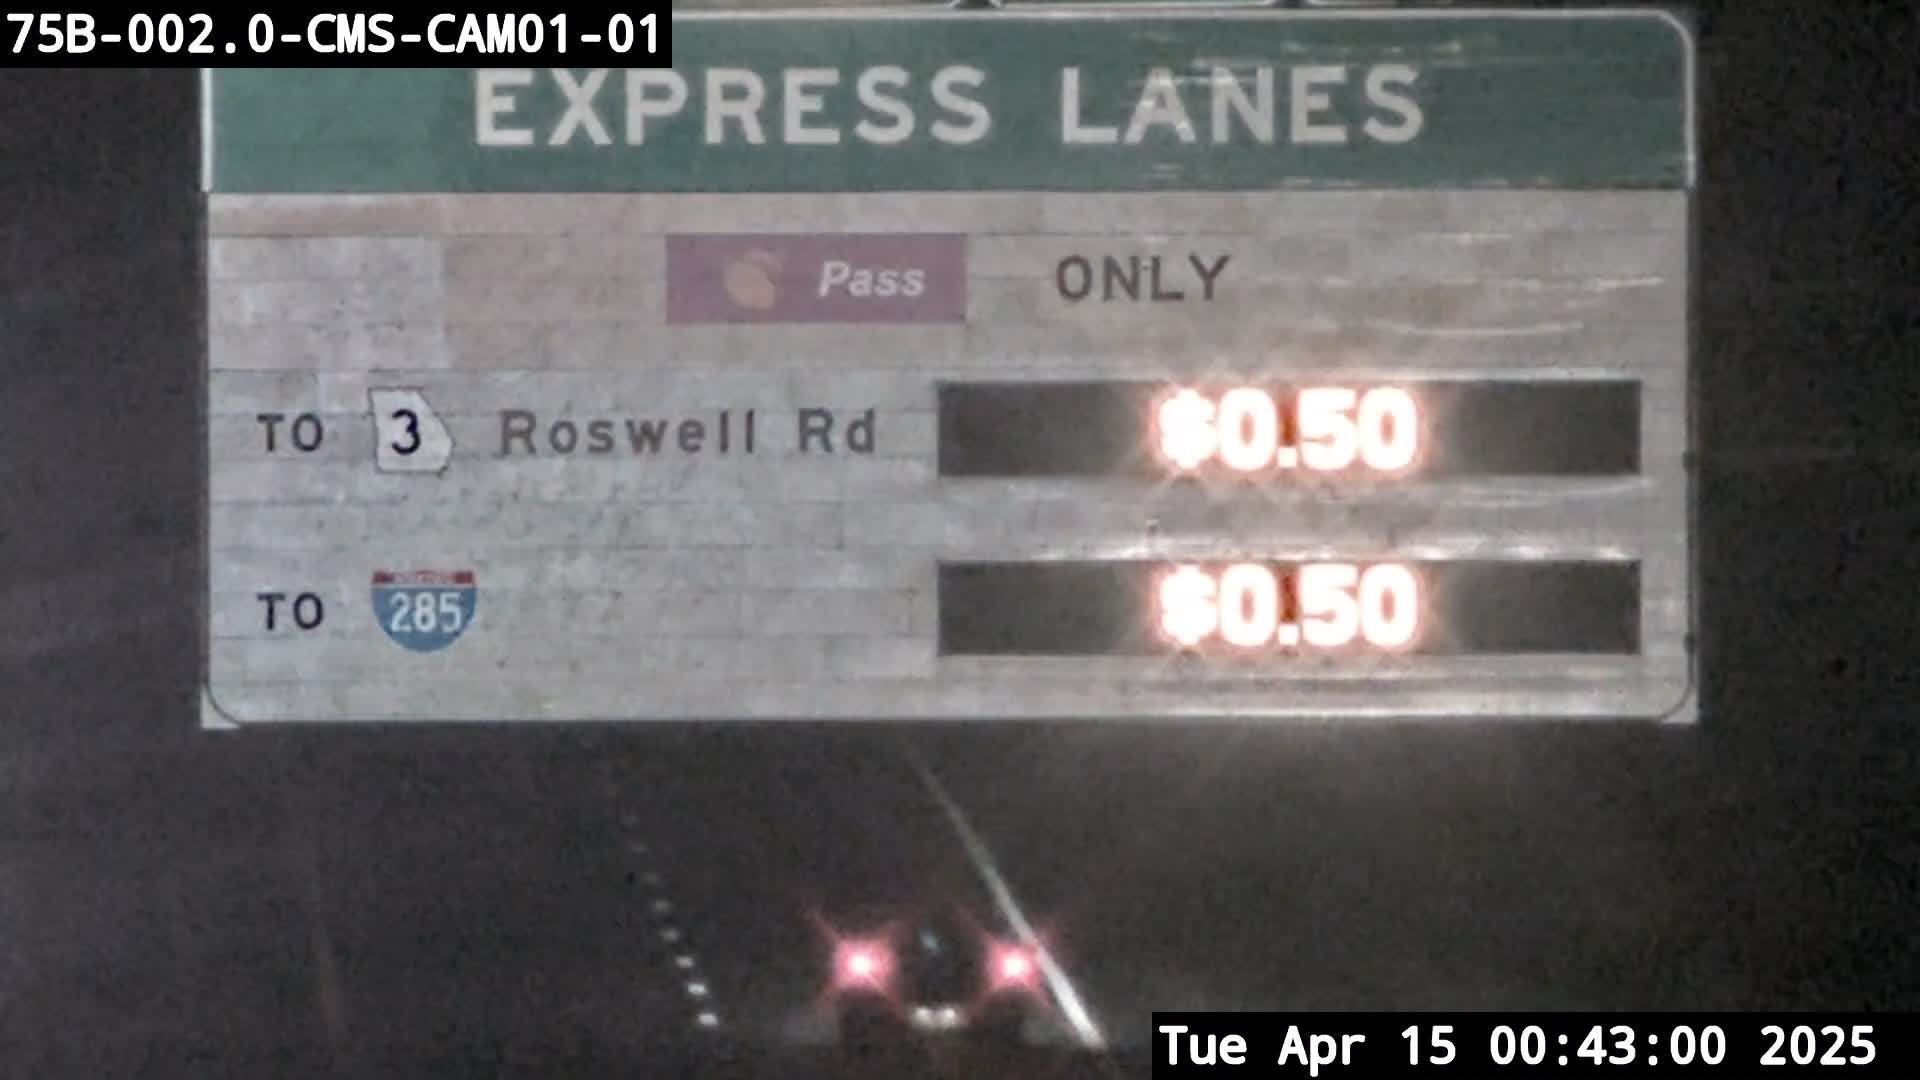 75B-002.0-CMS-CAM01-01
EXPRESS LANES
Pass ONLY
TO 3 Roswell Rd $0.50
TO 285 $0.50
Tue Apr 15 00:43:00 2025